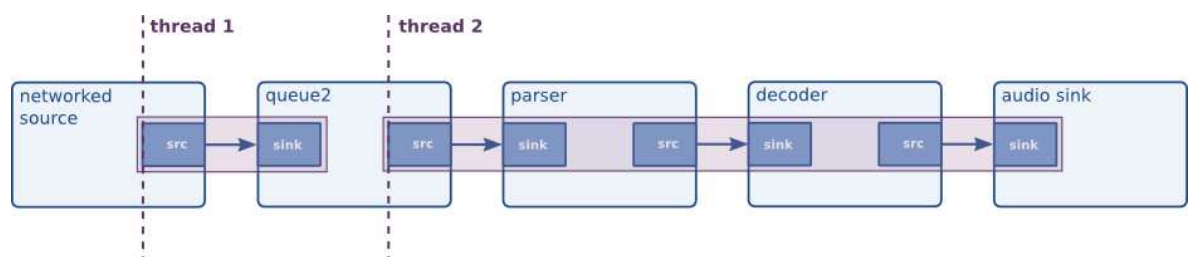 thread 1
thread 2
networked
source
queue2
parser
decoder
audio sink
src
sink
src
sink
src
sink
src
sink